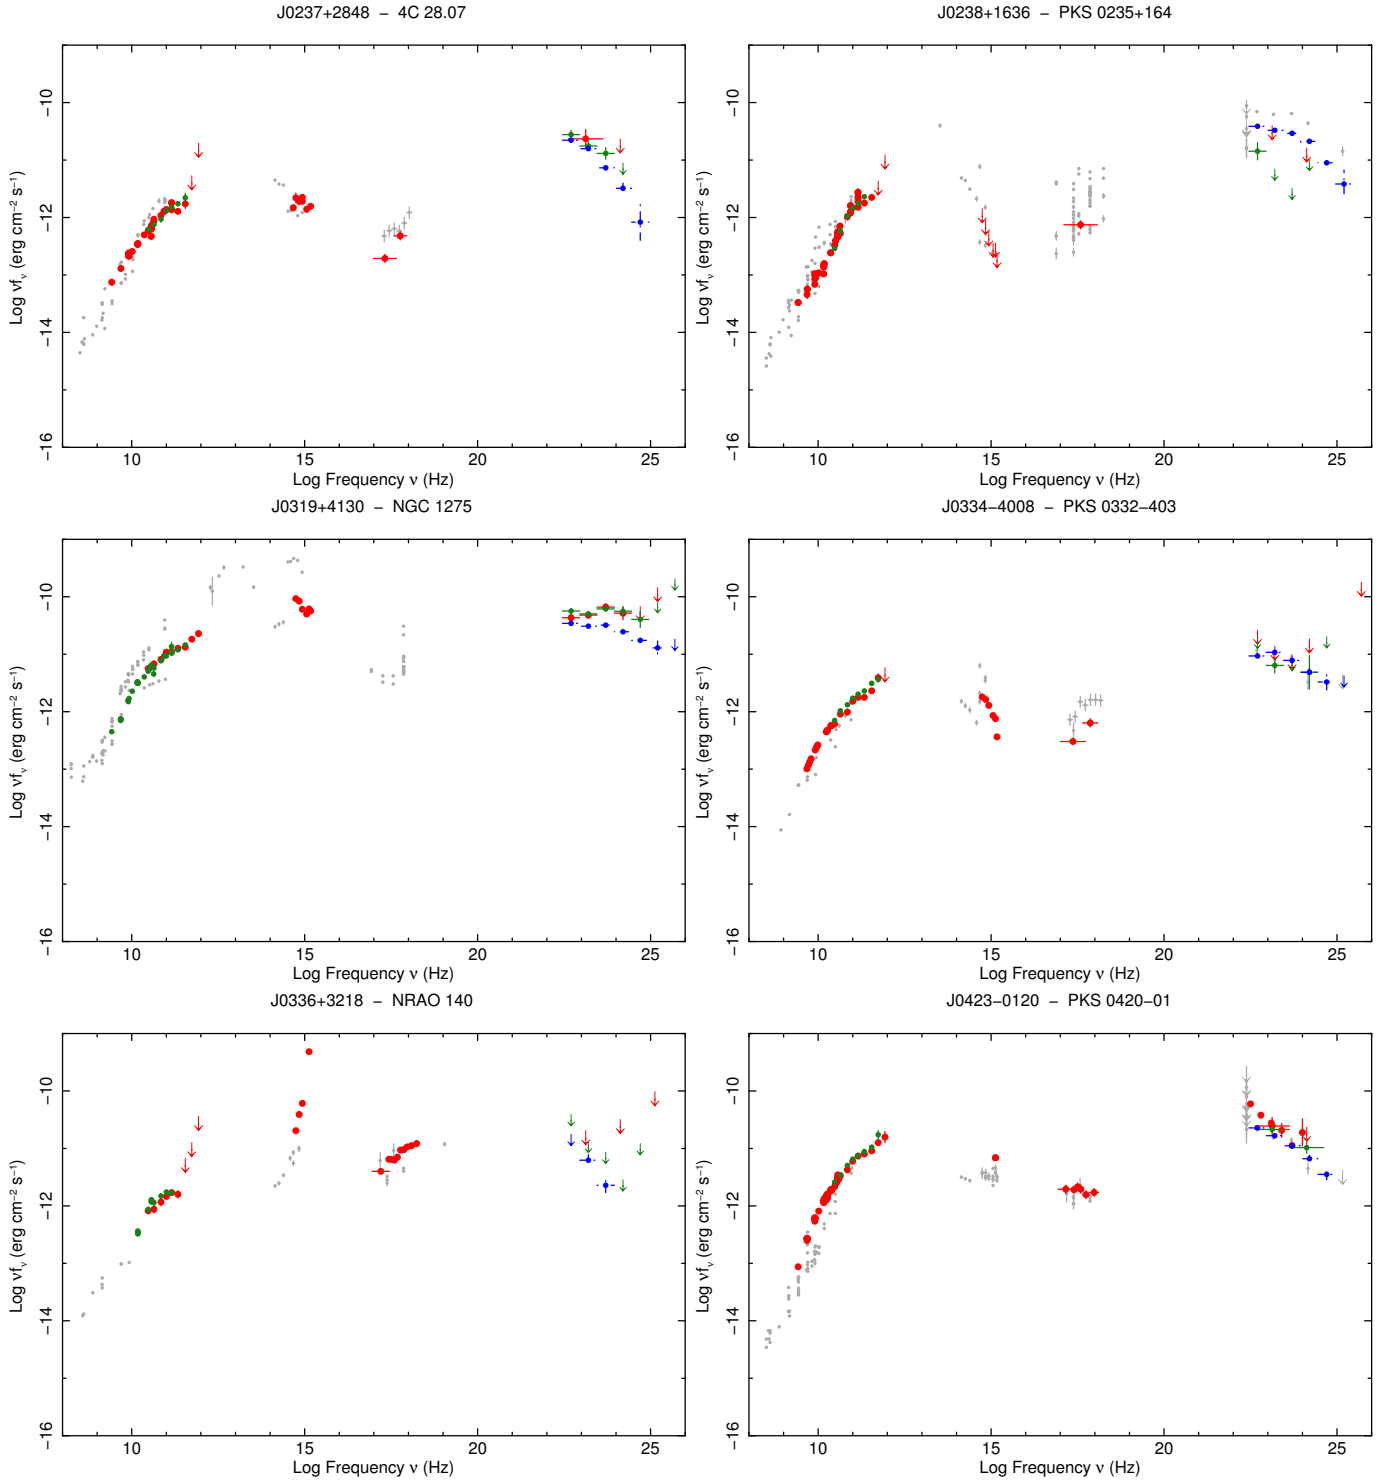 J0237+2848 − 4C 28.07
J0238+1636 − PKS 0235+164
−10
−12
−14
−16
Log νfν (erg cm−2 s−1)
10 15 20 25
Log Frequency ν (Hz)
−10
−12
−14
−16
Log νfν (erg cm−2 s−1)
10 15 20 25
Log Frequency ν (Hz)
J0319+4130 − NGC 1275
J0334−4008 − PKS 0332−403
−10
−12
−14
−16
Log νfν (erg cm−2 s−1)
10 15 20 25
Log Frequency ν (Hz)
−10
−12
−14
−16
Log νfν (erg cm−2 s−1)
10 15 20 25
Log Frequency ν (Hz)
J0336+3218 − NRAO 140
J0423−0120 − PKS 0420−01
−10
−12
−14
−16
Log νfν (erg cm−2 s−1)
10 15 20 25
Log Frequency ν (Hz)
−10
−12
−14
−16
Log νfν (erg cm−2 s−1)
10 15 20 25
Log Frequency ν (Hz)